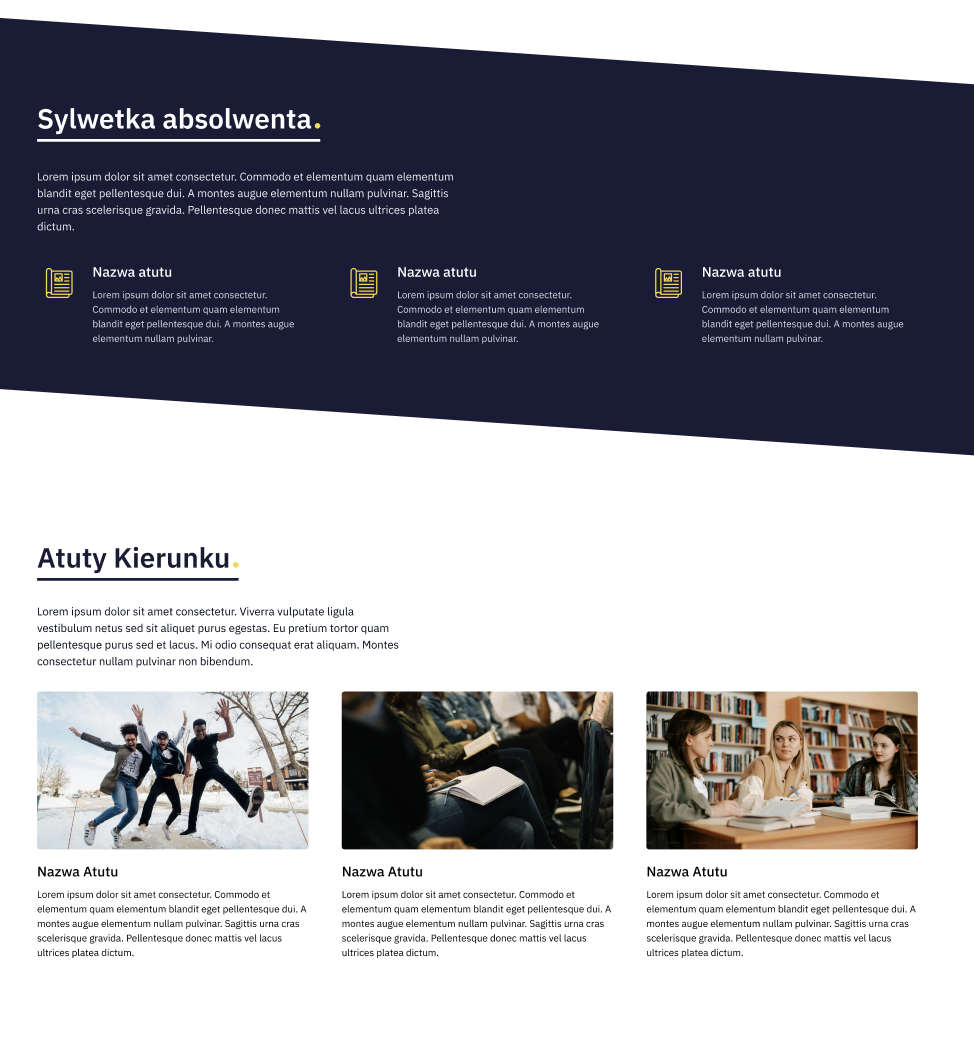 Sylwetka absolwenta.
Lorem ipsum dolor sit amet consectetur. Commodo et elementum quam elementum
blandit eget pellentesque dui. A montes augue elementum nullam pulvinar. Sagittis
urna cras scelerisque gravida. Pellentesque donec mattis vel lacus ultrices platea
dictum.
Nazwa atutu
Lorem ipsum dolor sit amet consectetur.
Commodo et elementum quam elementum
blandit eget pellentesque dui. A montes augue
elementum nullam pulvinar.
Nazwa atutu
Lorem ipsum dolor sit amet consectetur.
Commodo et elementum quam elementum
blandit eget pellentesque dui. A montes augue
elementum nullam pulvinar.
Nazwa atutu
Lorem ipsum dolor sit amet consectetur.
Commodo et elementum quam elementum
blandit eget pellentesque dui. A montes augue
elementum nullam pulvinar.
Atuty Kierunku.
Lorem ipsum dolor sit amet consectetur. Viverra vulputate ligula
vestibulum netus sed sit aliquet purus egestas. Eu pretium tortor quam
pellentesque purus sed et lacus. Mi odio consequat erat aliquam. Montes
consectetur nullam pulvinar non bibendum.
Nazwa Atutu
Lorem ipsum dolor sit amet consectetur. Commodo et
elementum quam elementum blandit eget pellentesque dui. A
montes augue elementum nullam pulvinar. Sagittis urna cras
scelerisque gravida. Pellentesque donec mattis vel lacus
ultrices platea dictum.
Nazwa Atutu
Lorem ipsum dolor sit amet consectetur. Commodo et
elementum quam elementum blandit eget pellentesque dui. A
montes augue elementum nullam pulvinar. Sagittis urna cras
scelerisque gravida. Pellentesque donec mattis vel lacus
ultrices platea dictum.
Nazwa Atutu
Lorem ipsum dolor sit amet consectetur. Commodo et
elementum quam elementum blandit eget pellentesque dui. A
montes augue elementum nullam pulvinar. Sagittis urna cras
scelerisque gravida. Pellentesque donec mattis vel lacus
ultrices platea dictum.